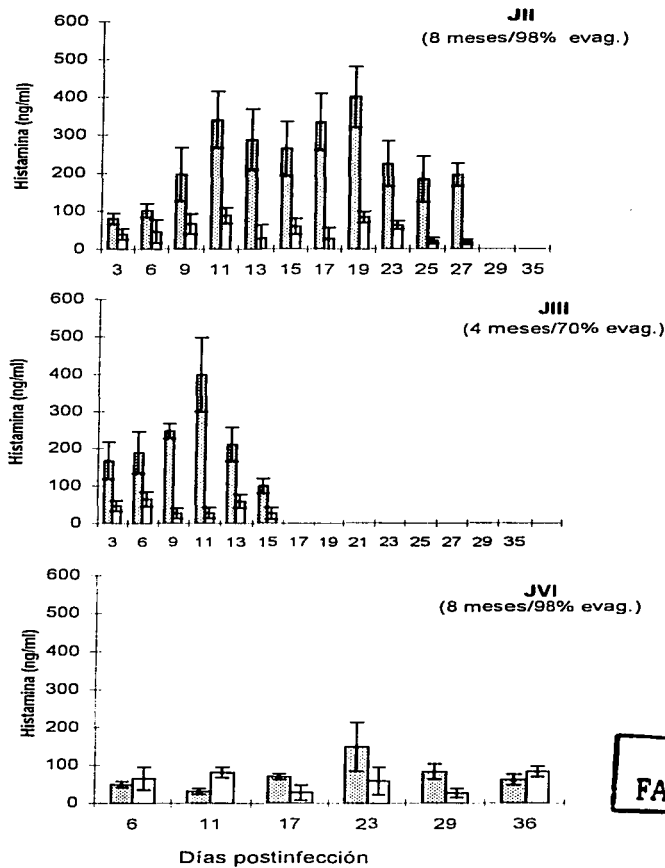 JII
(8 meses/98% evag.)
Histamina (ng/ml)
600
500
400
300
200
100
0
3 6 9 11 13 15 17 19 23 25 27 29 35
JIII
(4 meses/70% evag.)
Histamina (ng/ml)
600
500
400
300
200
100
0
3 6 9 11 13 15 17 19 21 23 25 27 29 35
JVI
(8 meses/98% evag.)
Histamina (ng/ml)
600
500
400
300
200
100
0
6 11 17 23 29 36
Días postinfección
FA